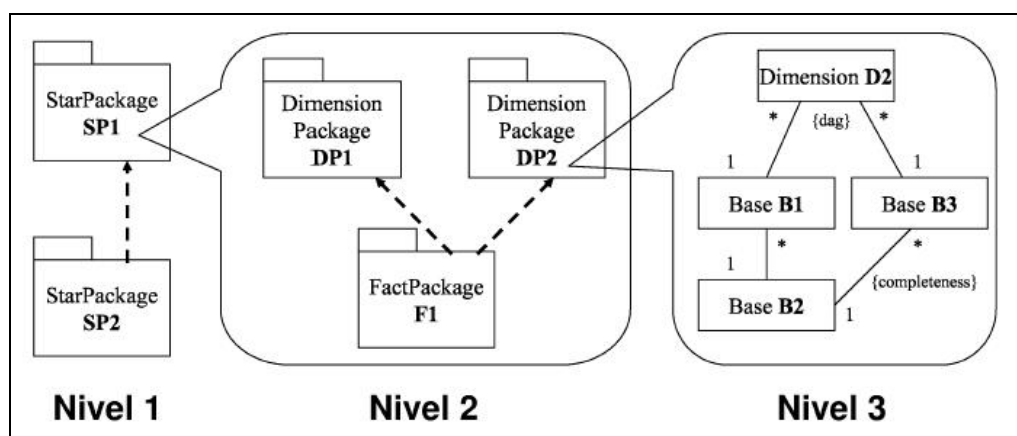 StarPackage
SP1
StarPackage
SP2
Nivel 1
Dimension
Package
DP1
Dimension
Package
DP2
FactPackage
F1
Nivel 2
Dimension D2
*
{dag}
*
1
1
Base B1
Base B3
*
*
1
{completeness}
Base B2
1
Nivel 3